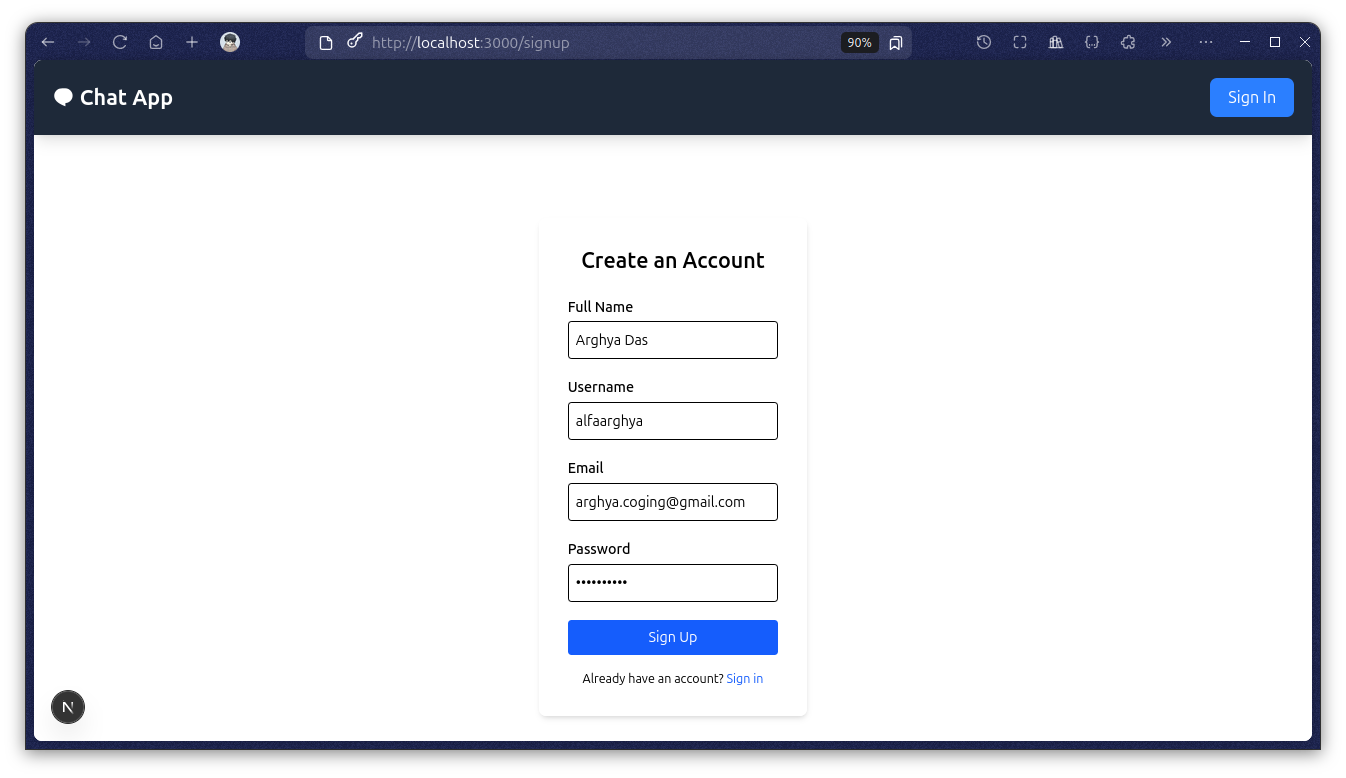 http://localhost:3000/signup
90%
Chat App
Sign In
Create an Account
Full Name
Arghya Das
Username
alfaarghya
Email
arghya.coging@gmail.com
Password
••••••••••
Sign Up
Already have an account? Sign in
N